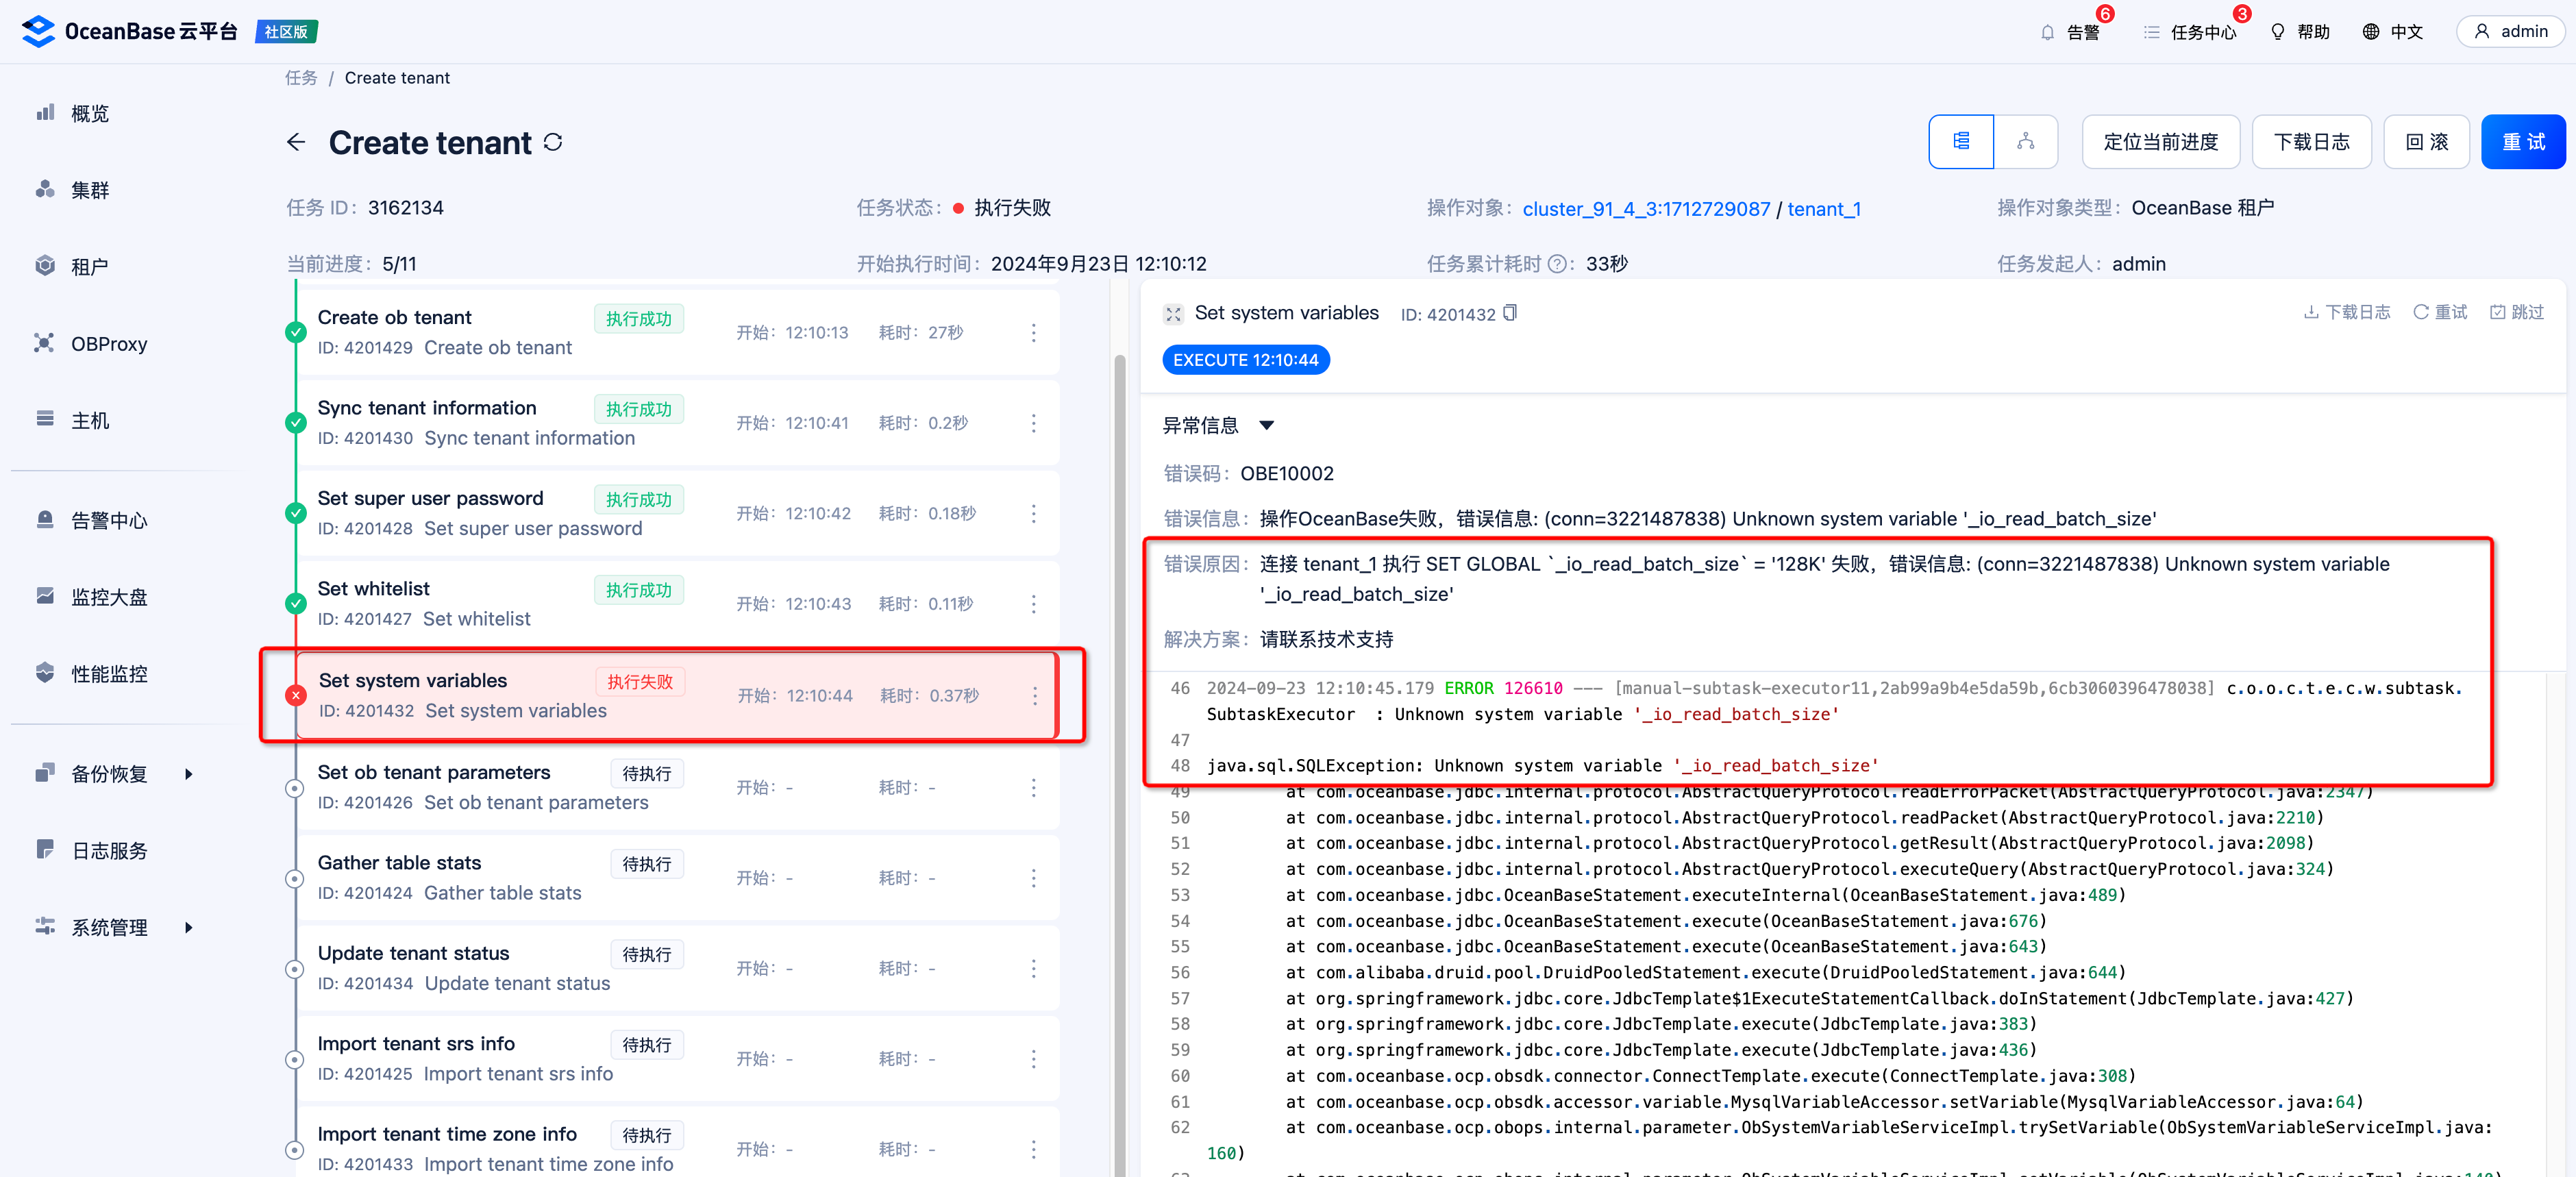 OceanBase 云平台 社区版
告警 6 任务中心 3 帮助 中文 admin
任务 / Create tenant
概览
集群
租户
OBProxy
主机
告警中心
监控大盘
性能监控
备份恢复
日志服务
系统管理
Create tenant
定位当前进度 下载日志 回 滚 重 试
任务 ID： 3162134 任务状态： 执行失败 操作对象： cluster_91_4_3:1712729087 / tenant_1 操作对象类型： OceanBase 租户
当前进度： 5/11 开始执行时间： 2024年9月23日 12:10:12 任务累计耗时 ： 33秒 任务发起人： admin
Create ob tenant 执行成功 开始： 12:10:13 耗时： 27秒
ID: 4201429 Create ob tenant
Sync tenant information 执行成功 开始： 12:10:41 耗时： 0.2秒
ID: 4201430 Sync tenant information
Set super user password 执行成功 开始： 12:10:42 耗时： 0.18秒
ID: 4201428 Set super user password
Set whitelist 执行成功 开始： 12:10:43 耗时： 0.11秒
ID: 4201427 Set whitelist
Set system variables 执行失败 开始： 12:10:44 耗时： 0.37秒
ID: 4201432 Set system variables
Set ob tenant parameters 待执行 开始： - 耗时： -
ID: 4201426 Set ob tenant parameters
Gather table stats 待执行 开始： - 耗时： -
ID: 4201424 Gather table stats
Update tenant status 待执行 开始： - 耗时： -
ID: 4201434 Update tenant status
Import tenant srs info 待执行 开始： - 耗时： -
ID: 4201425 Import tenant srs info
Import tenant time zone info 待执行 开始： - 耗时： -
ID: 4201433 Import tenant time zone info
Set system variables ID: 4201432 下载日志 重试 跳过
EXECUTE 12:10:44
异常信息
错误码： OBE10002
错误信息： 操作OceanBase失败，错误信息: (conn=3221487838) Unknown system variable '_io_read_batch_size'
错误原因： 连接 tenant_1 执行 SET GLOBAL `_io_read_batch_size` = '128K' 失败，错误信息: (conn=3221487838) Unknown system variable
'_io_read_batch_size'
解决方案： 请联系技术支持
46 2024-09-23 12:10:45.179 ERROR 126610 --- [manual-subtask-executor11,2ab99a9b4e5da59b,6cb3060396478038] c.o.o.c.t.e.c.w.subtask.
SubtaskExecutor : Unknown system variable '_io_read_batch_size'
47
48 java.sql.SQLException: Unknown system variable '_io_read_batch_size'
49 at com.oceanbase.jdbc.internal.protocol.AbstractQueryProtocol.readErrorPacket(AbstractQueryProtocol.java:2347)
50 at com.oceanbase.jdbc.internal.protocol.AbstractQueryProtocol.readPacket(AbstractQueryProtocol.java:2210)
51 at com.oceanbase.jdbc.internal.protocol.AbstractQueryProtocol.getResult(AbstractQueryProtocol.java:2098)
52 at com.oceanbase.jdbc.internal.protocol.AbstractQueryProtocol.executeQuery(AbstractQueryProtocol.java:324)
53 at com.oceanbase.jdbc.OceanBaseStatement.executeInternal(OceanBaseStatement.java:489)
54 at com.oceanbase.jdbc.OceanBaseStatement.execute(OceanBaseStatement.java:676)
55 at com.oceanbase.jdbc.OceanBaseStatement.execute(OceanBaseStatement.java:643)
56 at com.alibaba.druid.pool.DruidPooledStatement.execute(DruidPooledStatement.java:644)
57 at org.springframework.jdbc.core.JdbcTemplate$1ExecuteStatementCallback.doInStatement(JdbcTemplate.java:427)
58 at org.springframework.jdbc.core.JdbcTemplate.execute(JdbcTemplate.java:383)
59 at org.springframework.jdbc.core.JdbcTemplate.execute(JdbcTemplate.java:436)
60 at com.oceanbase.ocp.obsdk.connector.ConnectTemplate.execute(ConnectTemplate.java:308)
61 at com.oceanbase.ocp.obsdk.accessor.variable.MysqlVariableAccessor.setVariable(MysqlVariableAccessor.java:64)
62 at com.oceanbase.ocp.obops.internal.parameter.ObSystemVariableServiceImpl.trySetVariable(ObSystemVariableServiceImpl.java:
160)